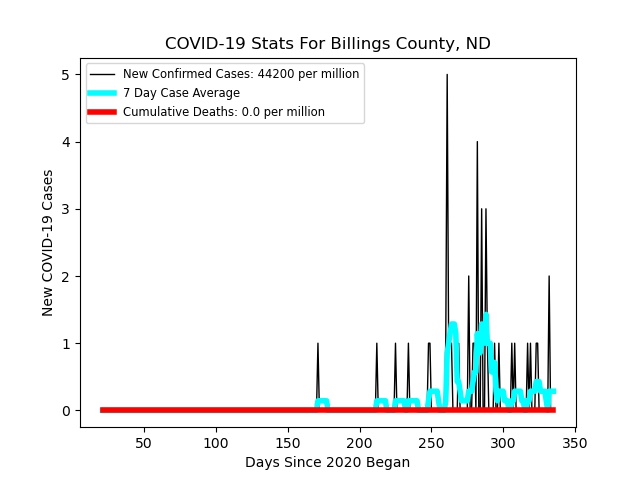 COVID-19 Stats For Billings County, ND
New Confirmed Cases: 44200 per million
7 Day Case Average
Cumulative Deaths: 0.0 per million
New COVID-19 Cases
5
4
3
2
1
0
50 100 150 200 250 300 350
Days Since 2020 Began